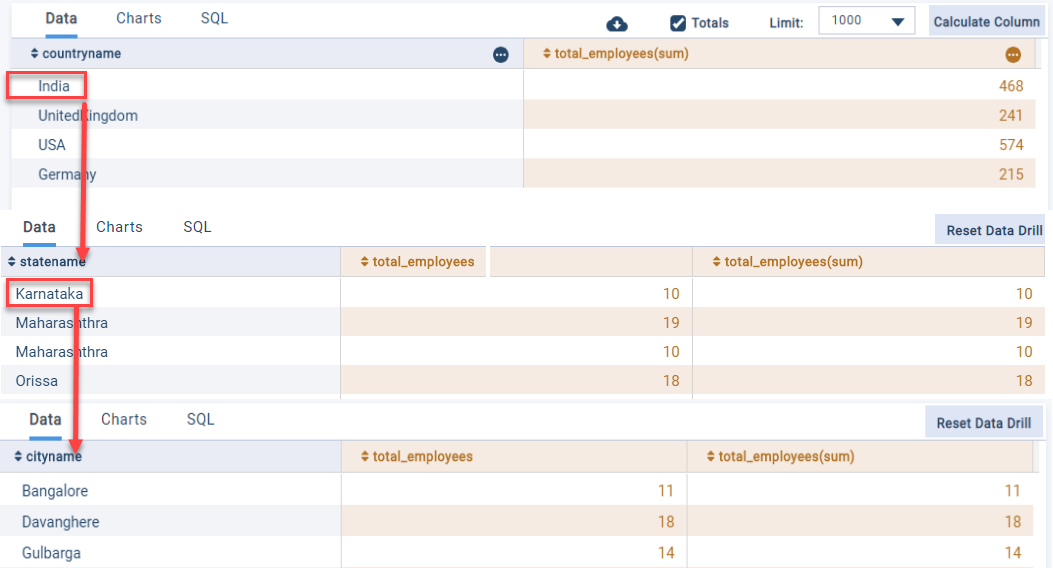 Data Charts SQL Totals Limit: 1000 Calculate Column
countryname total_employees(sum)
India 468
UnitedKingdom 241
USA 574
Germany 215
Data Charts SQL Reset Data Drill
statename total_employees total_employees(sum)
Karnataka 10 10
Maharashthra 19 19
Maharashthra 10 10
Orissa 18 18
Data Charts SQL Reset Data Drill
cityname total_employees total_employees(sum)
Bangalore 11 11
Davanghere 18 18
Gulbarga 14 14